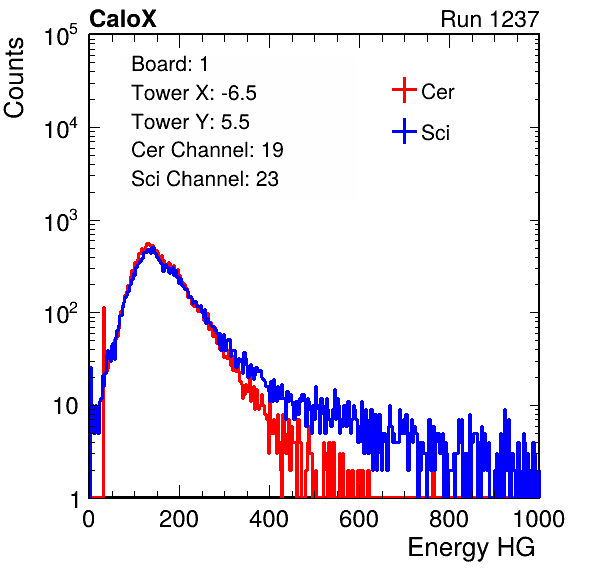 CaloX Run 1237
Counts
Board: 1
Tower X: -6.5
Tower Y: 5.5
Cer Channel: 19
Sci Channel: 23
Cer
Sci
10^5
10^4
10^3
10^2
10
1
0 200 400 600 800 1000
Energy HG